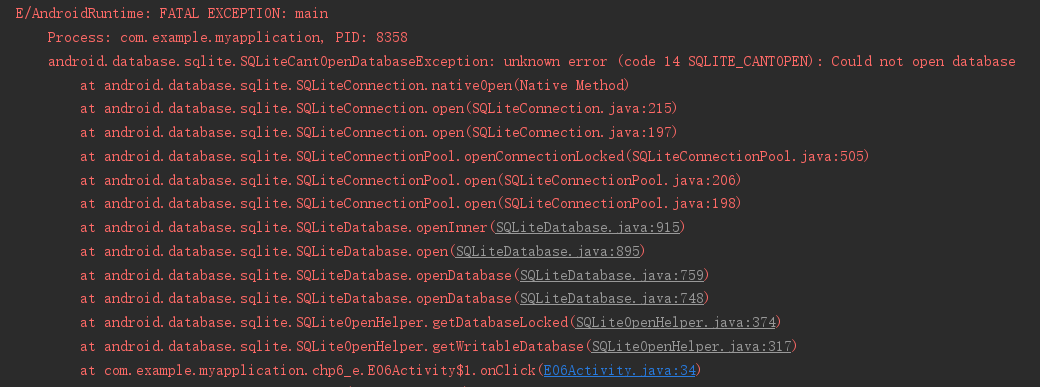 E/AndroidRuntime: FATAL EXCEPTION: main
Process: com.example.myapplication, PID: 8358
android.database.sqlite.SQLiteCantOpenDatabaseException: unknown error (code 14 SQLITE_CANTOPEN): Could not open database
at android.database.sqlite.SQLiteConnection.nativeOpen(Native Method)
at android.database.sqlite.SQLiteConnection.open(SQLiteConnection.java:215)
at android.database.sqlite.SQLiteConnection.open(SQLiteConnection.java:197)
at android.database.sqlite.SQLiteConnectionPool.openConnectionLocked(SQLiteConnectionPool.java:505)
at android.database.sqlite.SQLiteConnectionPool.open(SQLiteConnectionPool.java:206)
at android.database.sqlite.SQLiteConnectionPool.open(SQLiteConnectionPool.java:198)
at android.database.sqlite.SQLiteDatabase.openInner(SQLiteDatabase.java:915)
at android.database.sqlite.SQLiteDatabase.open(SQLiteDatabase.java:895)
at android.database.sqlite.SQLiteDatabase.openDatabase(SQLiteDatabase.java:759)
at android.database.sqlite.SQLiteDatabase.openDatabase(SQLiteDatabase.java:748)
at android.database.sqlite.SQLiteOpenHelper.getDatabaseLocked(SQLiteOpenHelper.java:374)
at android.database.sqlite.SQLiteOpenHelper.getWritableDatabase(SQLiteOpenHelper.java:317)
at com.example.myapplication.chp6_e.E06Activity$1.onClick(E06Activity.java:34)